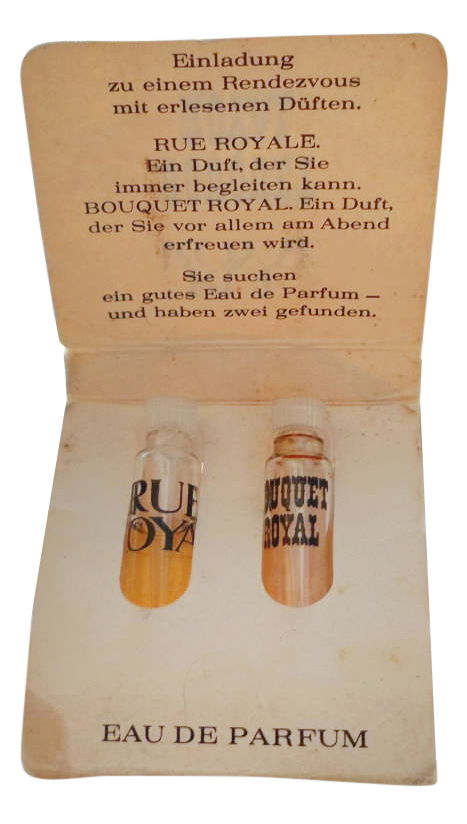 Einladung
zu einem Rendezvous
mit erlesenen Düften.
RUE ROYALE.
Ein Duft, der Sie
immer begleiten kann.
BOUQUET ROYAL. Ein Duft,
der Sie vor allem am Abend
erfreuen wird.
Sie suchen
ein gutes Eau de Parfum —
und haben zwei gefunden.
RUE
OYA
OUQUET
ROYAL
EAU DE PARFUM